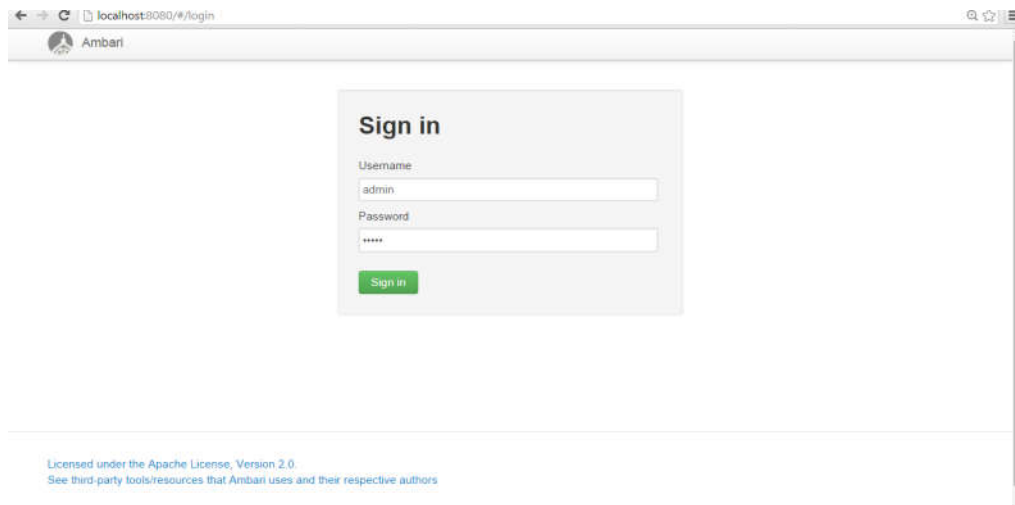 localhost:8080/#/login
Ambari
Sign in
Username
admin
Password
•••••
Sign in
Licensed under the Apache License, Version 2.0.
See third-party tools/resources that Ambari uses and their respective authors